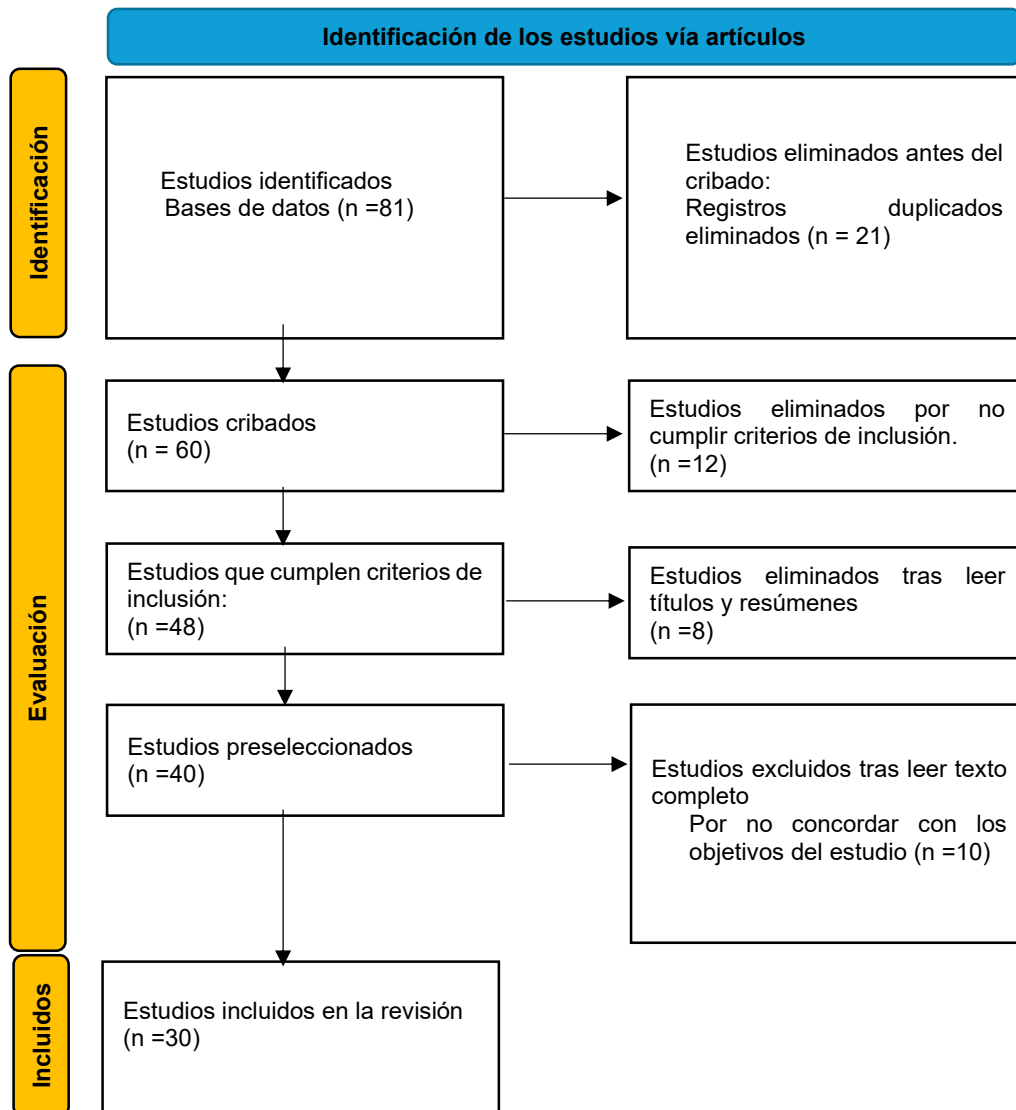 Identificación de los estudios vía artículos
Identificación
Estudios identificados
Bases de datos (n =81)
Estudios eliminados antes del
cribado:
Registros duplicados
eliminados (n = 21)
Evaluación
Estudios cribados
(n = 60)
Estudios eliminados por no
cumplir criterios de inclusión.
(n =12)
Estudios que cumplen criterios de
inclusión:
(n =48)
Estudios eliminados tras leer
títulos y resúmenes
(n =8)
Estudios preseleccionados
(n =40)
Estudios excluidos tras leer texto
completo
Por no concordar con los
objetivos del estudio (n =10)
Incluidos
Estudios incluidos en la revisión
(n =30)